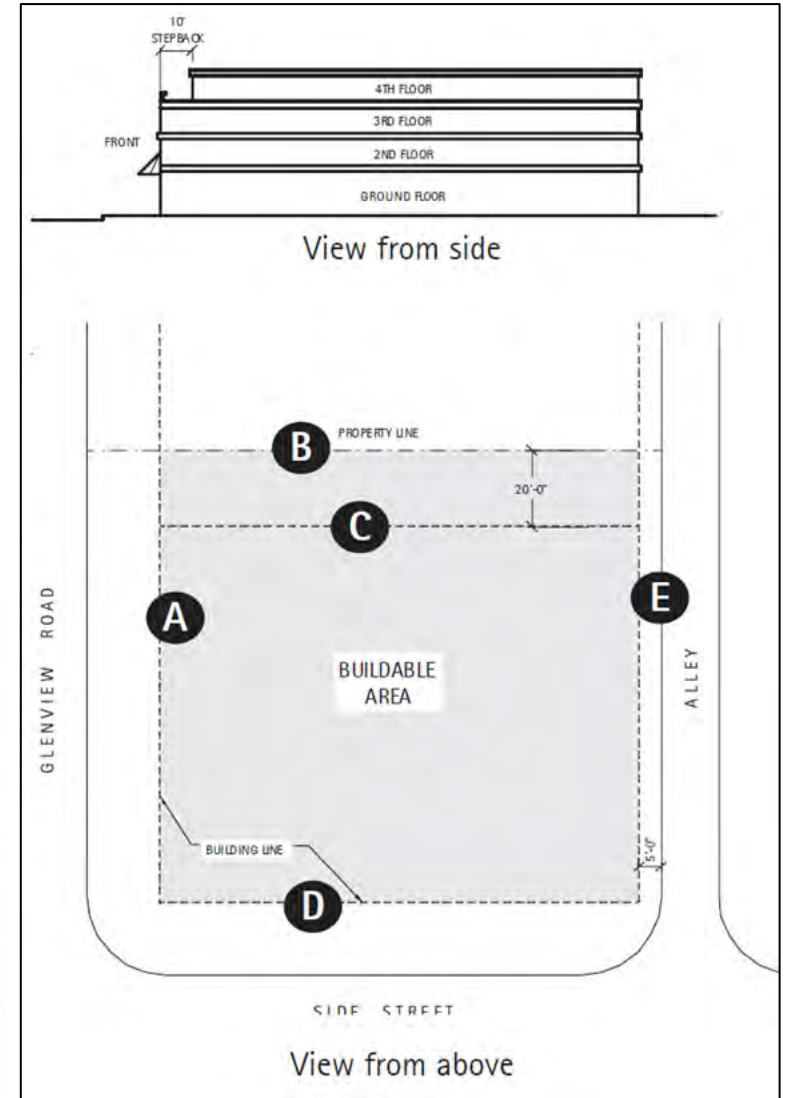 10'
STEPBACK
4TH FLOOR
3RD FLOOR
FRONT
2ND FLOOR
GROUND FLOOR
View from side
B
PROPERTY LINE
20'-0"
C
E
A
GLENVIEW ROAD
BUILDABLE
AREA
ALLEY
BUILDING LINE
5'-0"
D
SIDE STREET
View from above